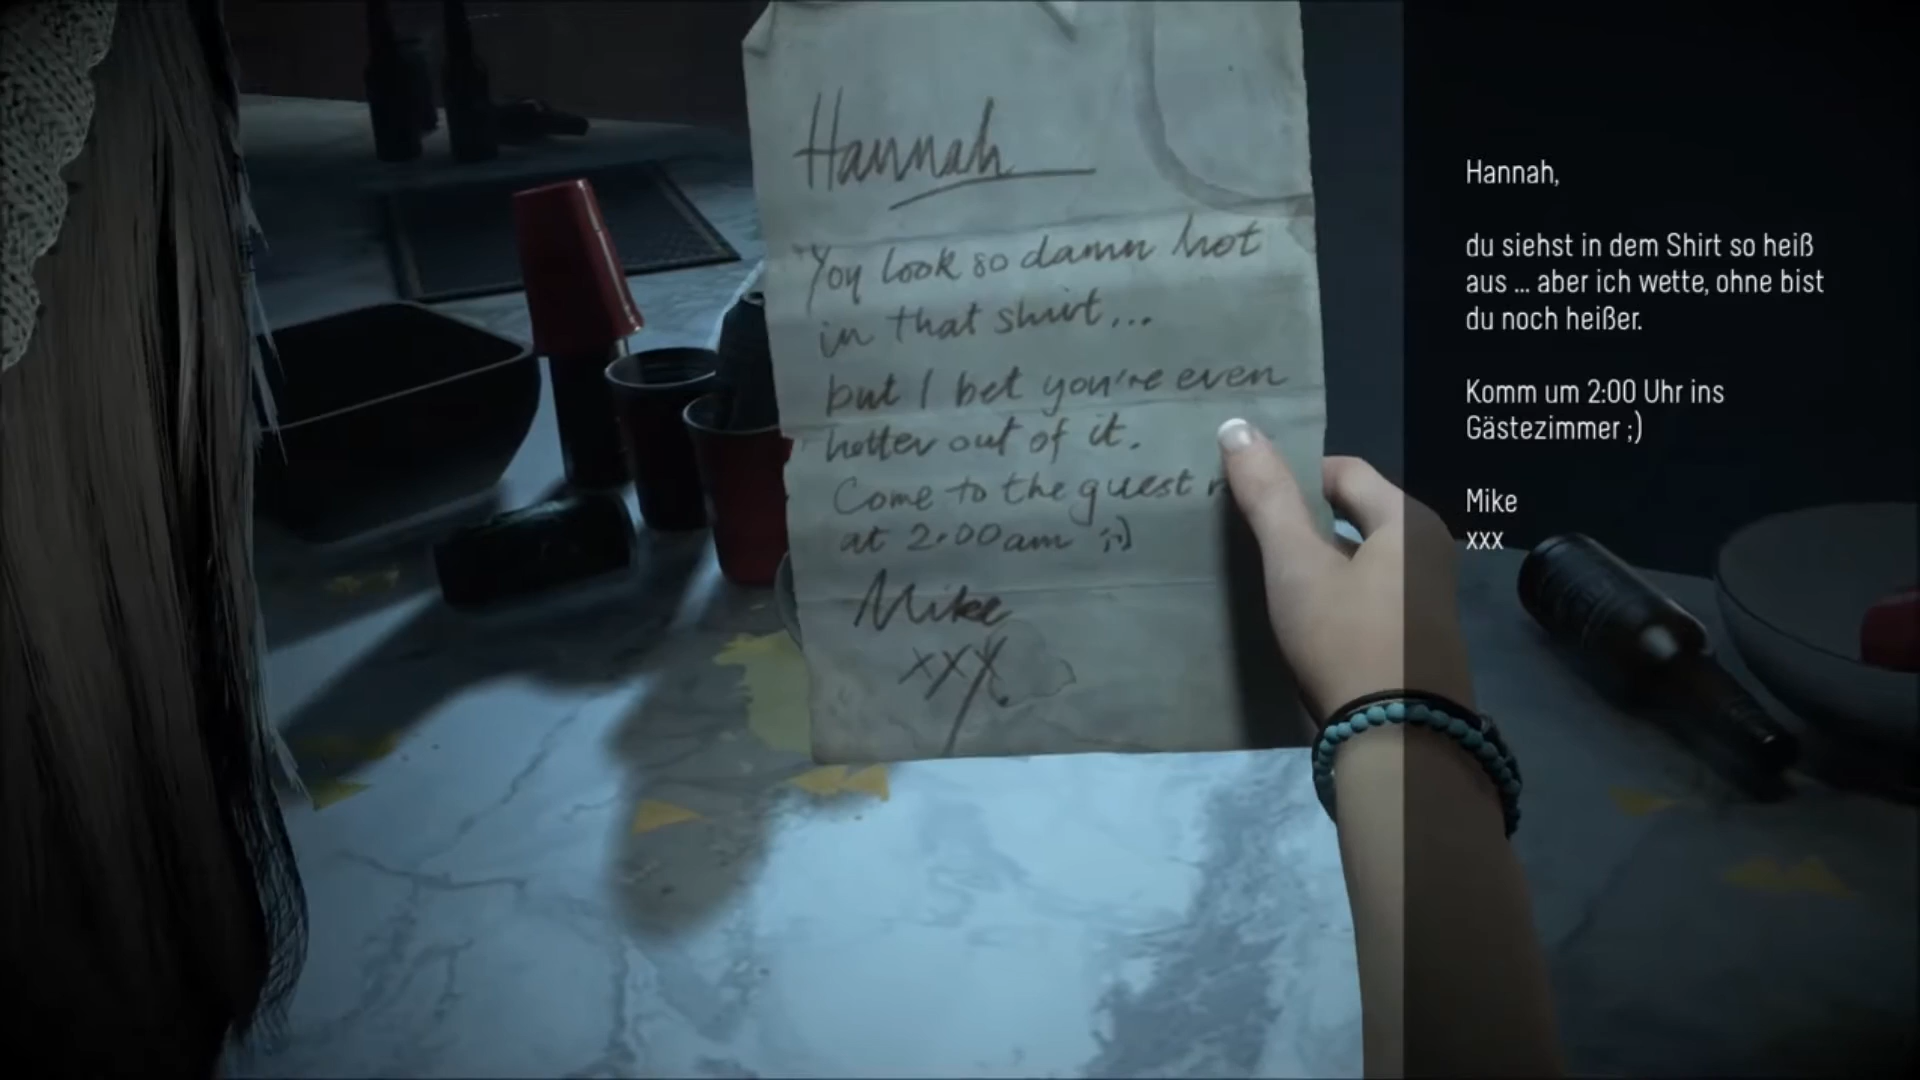 Hannah
You look so damn hot
in that shirt...
but I bet you're even
hotter out of it.
Come to the guest
at 2.00am ;)
Mike
xxx
Hannah,
du siehst in dem Shirt so heiß
aus ... aber ich wette, ohne bist
du noch heißer.
Komm um 2:00 Uhr ins
Gästezimmer ;)
Mike
xxx